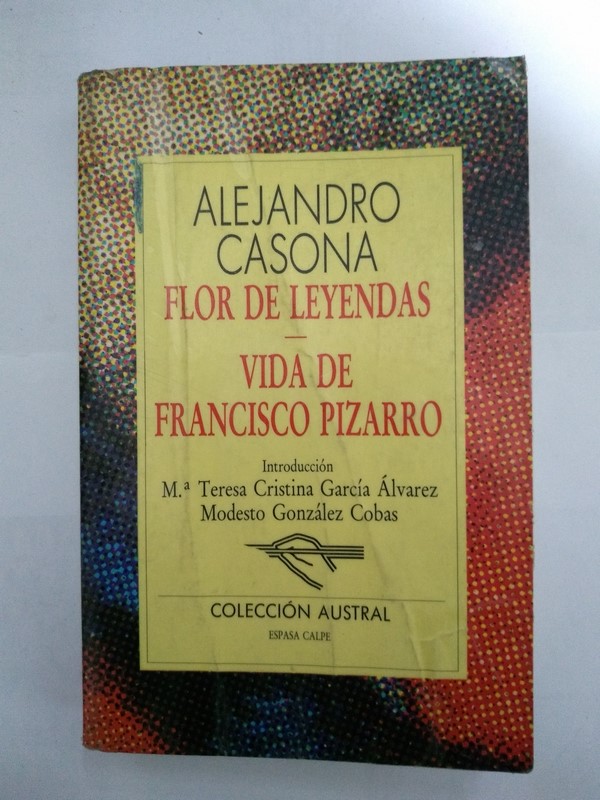 ALEJANDRO
CASONA
FLOR DE LEYENDAS
—
VIDA DE
FRANCISCO PIZARRO
Introducción
M.ª Teresa Cristina García Álvarez
Modesto González Cobas
COLECCIÓN AUSTRAL
ESPASA CALPE